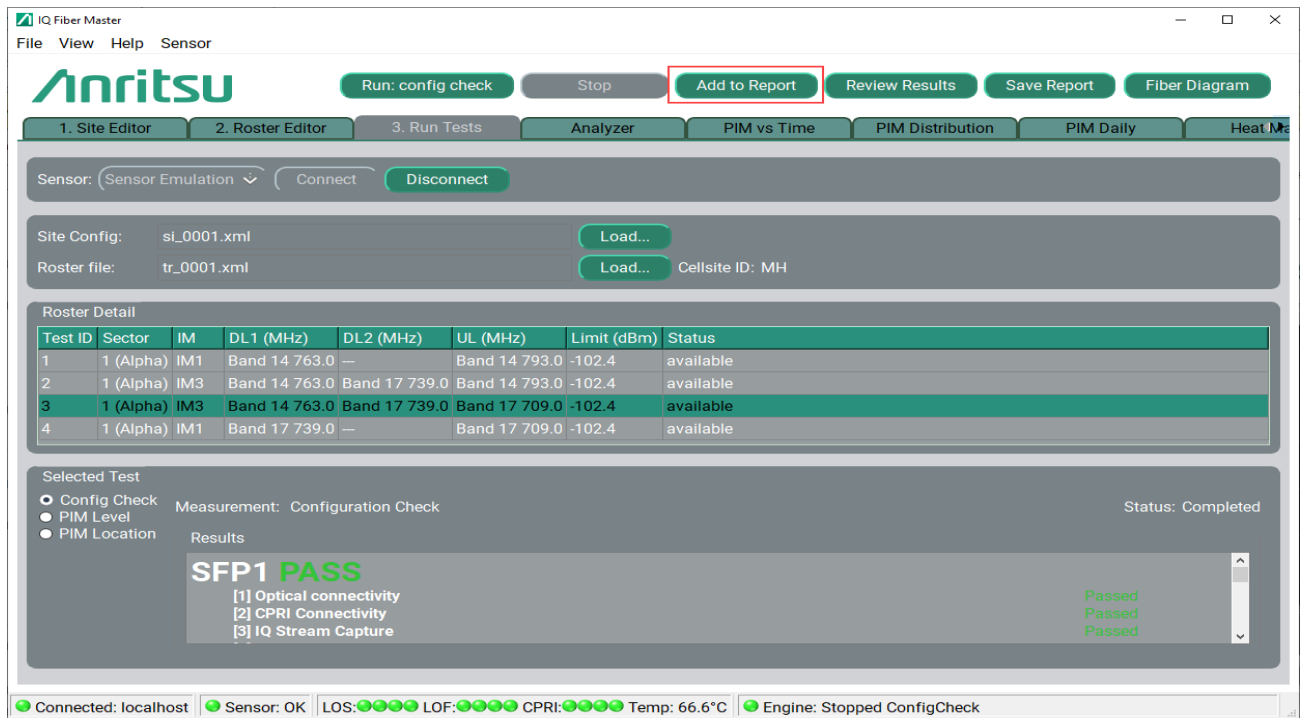 IQ Fiber Master
File View Help Sensor
Anritsu
Run: config check Stop Add to Report Review Results Save Report Fiber Diagram
1. Site Editor 2. Roster Editor 3. Run Tests Analyzer PIM vs Time PIM Distribution PIM Daily Heat Ma
Sensor: Sensor Emulation Connect Disconnect
Site Config: si_0001.xml Load...
Roster file: tr_0001.xml Load... Cellsite ID: MH
Roster Detail
Test ID Sector IM DL1 (MHz) DL2 (MHz) UL (MHz) Limit (dBm) Status
1 1 (Alpha) IM1 Band 14 763.0 --- Band 14 793.0 -102.4 available
2 1 (Alpha) IM3 Band 14 763.0 Band 17 739.0 Band 14 793.0 -102.4 available
3 1 (Alpha) IM3 Band 14 763.0 Band 17 739.0 Band 17 709.0 -102.4 available
4 1 (Alpha) IM1 Band 17 739.0 --- Band 17 709.0 -102.4 available
Selected Test
Config Check
PIM Level
PIM Location
Measurement: Configuration Check Status: Completed
Results
SFP1 PASS
[1] Optical connectivity Passed
[2] CPRI Connectivity Passed
[3] IQ Stream Capture Passed
Connected: localhost Sensor: OK LOS: LOF: CPRI: Temp: 66.6°C Engine: Stopped ConfigCheck